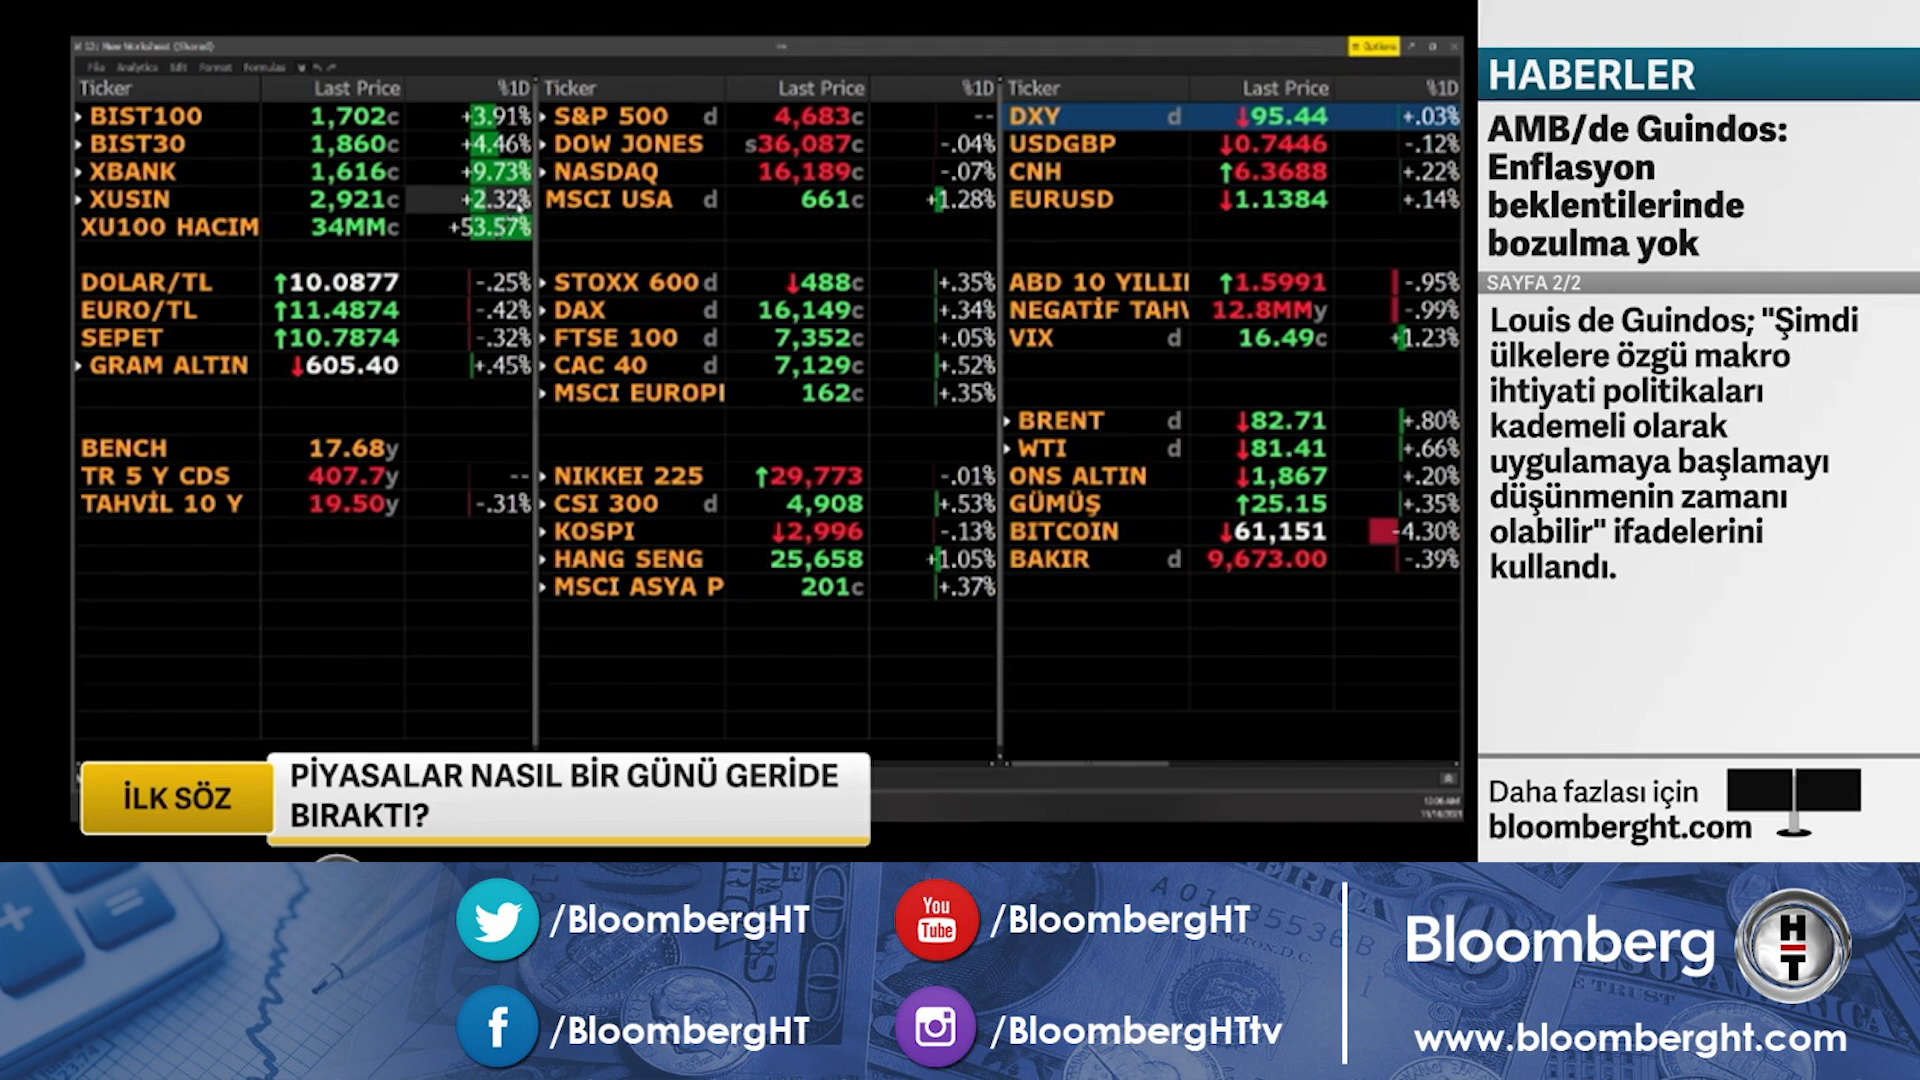 Options
File Analytics Edit Format Formulas
Ticker Last Price %1D
BIST100 1,702c +3.91%
BIST30 1,860c +4.46%
XBANK 1,616c +9.73%
XUSIN 2,921c +2.32%
XU100 HACIM 34MMc +53.57%
DOLAR/TL ↑10.0877 -.25%
EURO/TL ↑11.4874 -.42%
SEPET ↑10.7874 -.32%
GRAM ALTIN ↓605.40 +.45%
BENCH 17.68y
TR 5 Y CDS 407.7y --
TAHVİL 10 Y 19.50y -.31%
Ticker Last Price %1D
S&P 500 d 4,683c --
DOW JONES s36,087c -.04%
NASDAQ 16,189c -.07%
MSCI USA d 661c +1.28%
STOXX 600 d ↓488c +.35%
DAX d 16,149c +.34%
FTSE 100 d 7,352c +.05%
CAC 40 d 7,129c +.52%
MSCI EUROPI 162c +.35%
NIKKEI 225 ↑29,773 -.01%
CSI 300 d 4,908 +.53%
KOSPI ↓2,996 -.13%
HANG SENG 25,658 +1.05%
MSCI ASYA P 201c +.37%
Ticker Last Price %1D
DXY d ↓95.44 +.03%
USDGBP ↓0.7446 -.12%
CNH ↑6.3688 +.22%
EURUSD ↓1.1384 +.14%
ABD 10 YILLI ↑1.5991 -.95%
NEGATİF TAHV 12.8MMy -.99%
VIX d 16.49c +1.23%
BRENT d ↓82.71 +.80%
WTI d ↓81.41 +.66%
ONS ALTIN ↓1,867 +.20%
GÜMÜŞ ↑25.15 +.35%
BITCOIN ↓61,151 -4.30%
BAKIR d 9,673.00 -.39%
İLK SÖZ
PİYASALAR NASIL BİR GÜNÜ GERİDE
BIRAKTI?
HABERLER
AMB/de Guindos:
Enflasyon
beklentilerinde
bozulma yok
SAYFA 2/2
Louis de Guindos; "Şimdi
ülkelere özgü makro
ihtiyati politikaları
kademeli olarak
uygulamaya başlamayı
düşünmenin zamanı
olabilir" ifadelerini
kullandı.
Daha fazlası için
bloomberght.com
/BloombergHT
You
Tube
/BloombergHT
f /BloombergHT
/BloombergHTtv
Bloomberg HT
www.bloomberght.com